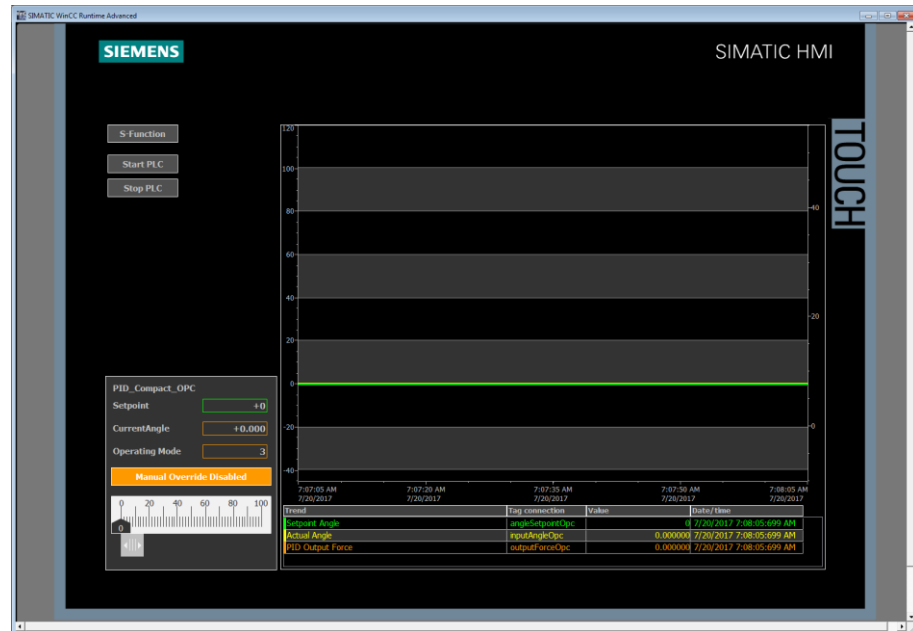 SIMATIC WinCC Runtime Advanced
SIEMENS
SIMATIC HMI
TOUCH
S-Function
Start PLC
Stop PLC
120
100
80
60
40
20
0
-20
-40
40
20
0
7:07:05 AM 7:07:20 AM 7:07:35 AM 7:07:50 AM 7:08:05 AM
7/20/2017 7/20/2017 7/20/2017 7/20/2017 7/20/2017
PID_Compact_OPC
Setpoint +0
CurrentAngle +0.000
Operating Mode 3
Manual Override Disabled
0 20 40 60 80 100
0
Trend Tag connection Value Date/time
Setpoint Angle angleSetpointOpc 0 7/20/2017 7:08:05:699 AM
Actual Angle inputAngleOpc 0.000000 7/20/2017 7:08:05:699 AM
PID Output Force outputForceOpc 0.000000 7/20/2017 7:08:05:699 AM